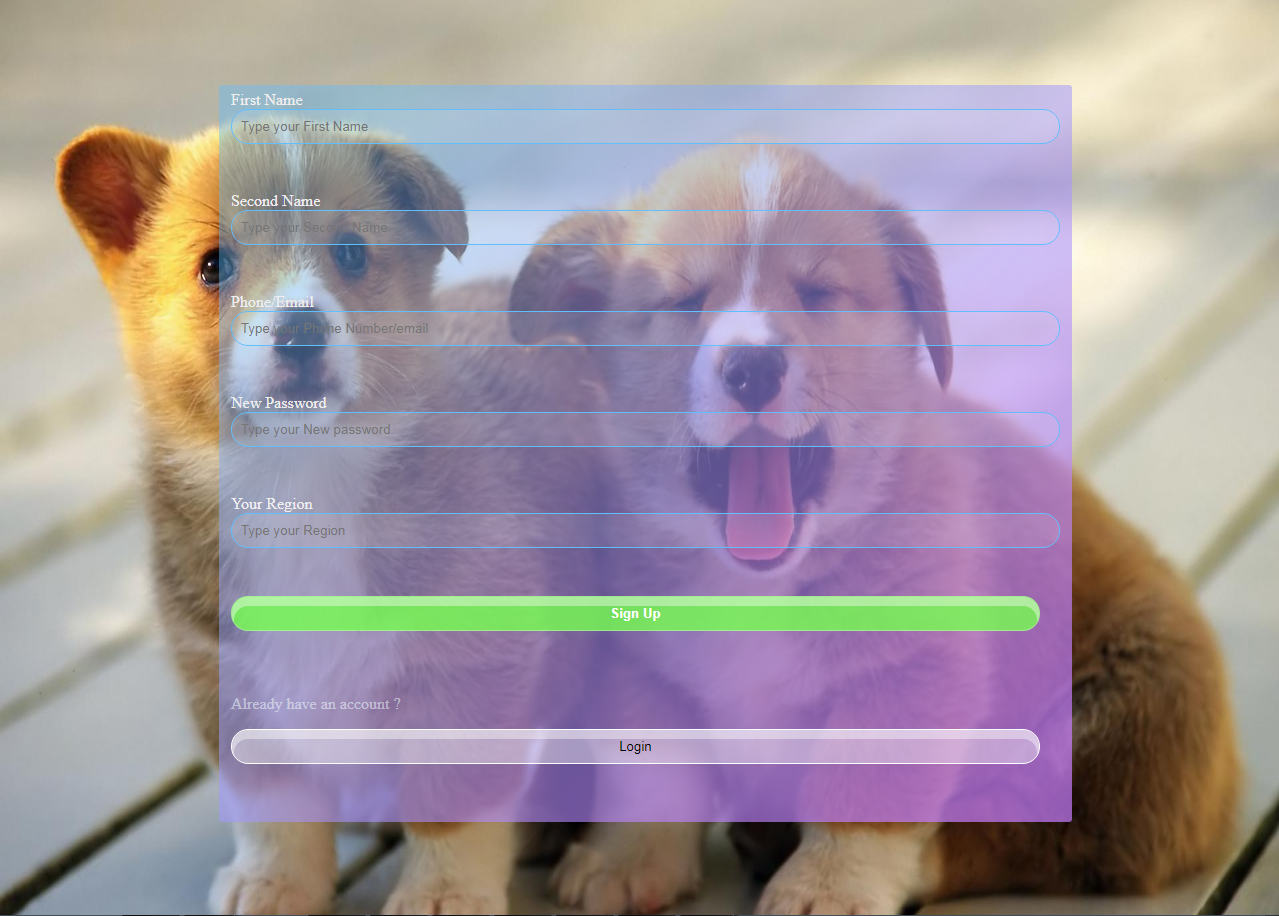 First Name
Type your First Name
Second Name
Type your Second Name
Phone/Email
Type your Phone Number/email
New Password
Type your New password
Your Region
Type your Region
Sign Up
Already have an account ?
Login